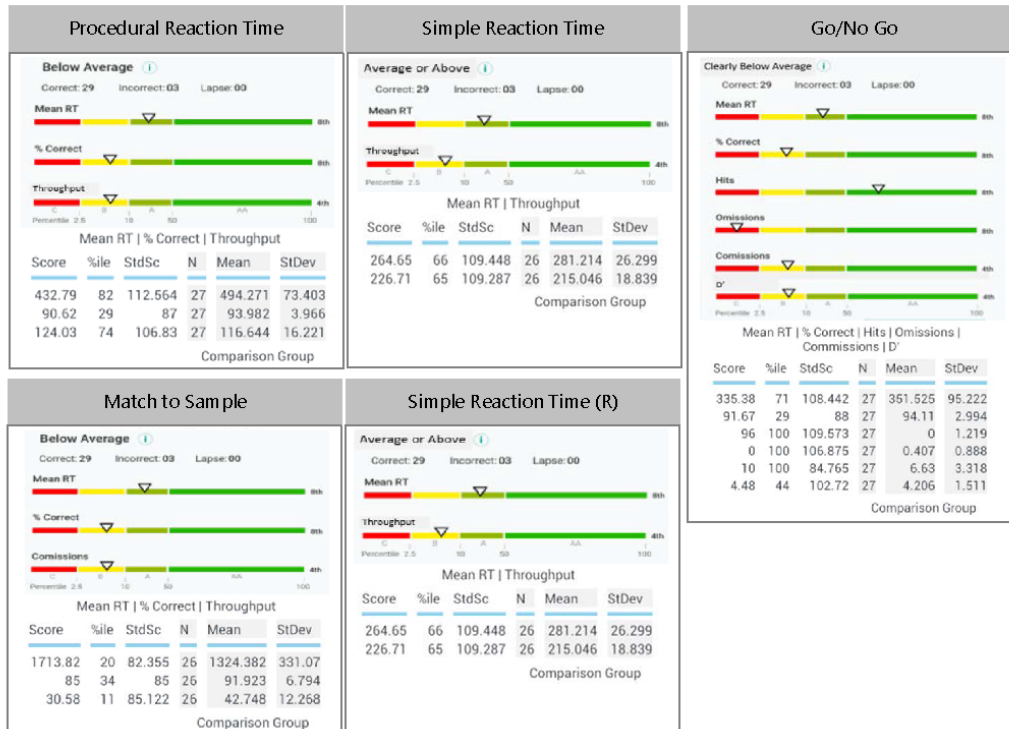 Procedural Reaction Time
Below Average i
Correct: 29 Incorrect: 03 Lapse: 00
Mean RT
8th
% Correct
8th
Throughput
4th
C B A AA
Percentile 2.5 10 50 100
Mean RT | % Correct | Throughput
Score %ile StdSc N Mean StDev
432.79 82 112.564 27 494.271 73.403
90.62 29 87 27 93.982 3.966
124.03 74 106.83 27 116.644 16.221
Comparison Group
Simple Reaction Time
Average or Above i
Correct: 29 Incorrect: 03 Lapse: 00
Mean RT
8th
Throughput
4th
C B A AA
Percentile 2.5 10 50 100
Mean RT | Throughput
Score %ile StdSc N Mean StDev
264.65 66 109.448 26 281.214 26.299
226.71 65 109.287 26 215.046 18.839
Comparison Group
Go/No Go
Clearly Below Average i
Correct: 29 Incorrect: 03 Lapse: 00
Mean RT
8th
% Correct
8th
Hits
8th
Omissions
8th
Comissions
4th
D'
4th
C B A AA
Percentile 2.5 10 50 100
Mean RT | % Correct | Hits | Omissions |
Commissions | D'
Score %ile StdSc N Mean StDev
335.38 71 108.442 27 351.525 95.222
91.67 29 88 27 94.11 2.994
96 100 109.573 27 0 1.219
0 100 106.875 27 0.407 0.888
10 100 84.765 27 6.63 3.318
4.48 44 102.72 27 4.206 1.511
Comparison Group
Match to Sample
Below Average i
Correct: 29 Incorrect: 03 Lapse: 00
Mean RT
8th
% Correct
8th
Comissions
4th
C B A AA
Percentile 2.5 10 50 100
Mean RT | % Correct | Throughput
Score %ile StdSc N Mean StDev
1713.82 20 82.355 26 1324.382 331.07
85 34 85 26 91.923 6.794
30.58 11 85.122 26 42.748 12.268
Comparison Group
Simple Reaction Time (R)
Average or Above i
Correct: 29 Incorrect: 03 Lapse: 00
Mean RT
8th
Throughput
4th
C B A AA
Percentile 2.5 10 50 100
Mean RT | Throughput
Score %ile StdSc N Mean StDev
264.65 66 109.448 26 281.214 26.299
226.71 65 109.287 26 215.046 18.839
Comparison Group